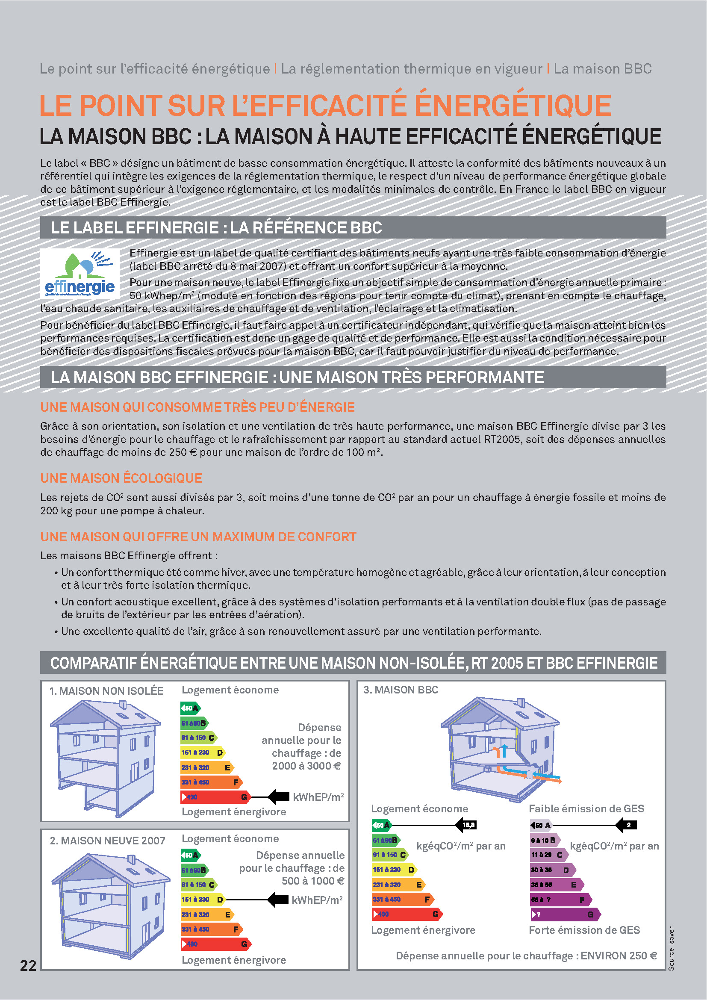 Le point sur l'efficacité énergétique | La réglementation thermique en vigueur | La maison BBC
LE POINT SUR L'EFFICACITÉ ÉNERGÉTIQUE
LA MAISON BBC : LA MAISON À HAUTE EFFICACITÉ ÉNERGÉTIQUE
Le label « BBC » désigne un bâtiment de basse consommation énergétique. Il atteste la conformité des bâtiments nouveaux à un
référentiel qui intègre les exigences de la réglementation thermique, le respect d'un niveau de performance énergétique globale
de ce bâtiment supérieur à l'exigence réglementaire, et les modalités minimales de contrôle. En France le label BBC en vigueur
est le label BBC Effinergie.
LE LABEL EFFINERGIE : LA RÉFÉRENCE BBC
effinergie
Qualité de vie et économie d'énergie
Effinergie est un label de qualité certifiant des bâtiments neufs ayant une très faible consommation d'énergie
(label BBC arrêté du 8 mai 2007) et offrant un confort supérieur à la moyenne.
Pour une maison neuve, le label Effinergie fixe un objectif simple de consommation d'énergie annuelle primaire :
50 kWhep/m² (modulé en fonction des régions pour tenir compte du climat), prenant en compte le chauffage,
l'eau chaude sanitaire, les auxiliaires de chauffage et de ventilation, l'éclairage et la climatisation.
Pour bénéficier du label BBC Effinergie, il faut faire appel à un certificateur indépendant, qui vérifie que la maison atteint bien les
performances requises. La certification est donc un gage de qualité et de performance. Elle est aussi la condition nécessaire pour
bénéficier des dispositions fiscales prévues pour la maison BBC, car il faut pouvoir justifier du niveau de performance.
LA MAISON BBC EFFINERGIE : UNE MAISON TRÈS PERFORMANTE
UNE MAISON QUI CONSOMME TRÈS PEU D'ÉNERGIE
Grâce à son orientation, son isolation et une ventilation de très haute performance, une maison BBC Effinergie divise par 3 les
besoins d'énergie pour le chauffage et le rafraîchissement par rapport au standard actuel RT2005, soit des dépenses annuelles
de chauffage de moins de 250 € pour une maison de l'ordre de 100 m².
UNE MAISON ÉCOLOGIQUE
Les rejets de CO² sont aussi divisés par 3, soit moins d'une tonne de CO² par an pour un chauffage à énergie fossile et moins de
200 kg pour une pompe à chaleur.
UNE MAISON QUI OFFRE UN MAXIMUM DE CONFORT
Les maisons BBC Effinergie offrent :
• Un confort thermique été comme hiver, avec une température homogène et agréable, grâce à leur orientation, à leur conception
et à leur très forte isolation thermique.
• Un confort acoustique excellent, grâce à des systèmes d'isolation performants et à la ventilation double flux (pas de passage
de bruits de l'extérieur par les entrées d'aération).
• Une excellente qualité de l'air, grâce à son renouvellement assuré par une ventilation performante.
COMPARATIF ÉNERGÉTIQUE ENTRE UNE MAISON NON-ISOLÉE, RT 2005 ET BBC EFFINERGIE
1. MAISON NON ISOLÉE
Logement économe
50 A
51 à 90 B
91 à 150 C
151 à 230 D
231 à 320 E
331 à 450 F
430 G
Dépense
annuelle pour le
chauffage : de
2000 à 3000 €
kWhEP/m²
Logement énergivore
2. MAISON NEUVE 2007
Logement économe
50 A
51 à 90 B
91 à 150 C
151 à 230 D
231 à 320 E
331 à 450 F
430 G
Dépense annuelle
pour le chauffage : de
500 à 1000 €
kWhEP/m²
Logement énergivore
3. MAISON BBC
Logement économe
50 A
18,8
51 à 90 B
91 à 150 C
151 à 230 D
231 à 320 E
331 à 450 F
430 G
kgéqCO²/m² par an
Logement énergivore
Faible émission de GES
50 A
2
9 à 10 B
11 à 29 C
30 à 35 D
36 à 55 E
56 à ? F
? G
kgéqCO²/m² par an
Forte émission de GES
Dépense annuelle pour le chauffage : ENVIRON 250 €
Source Isover
22